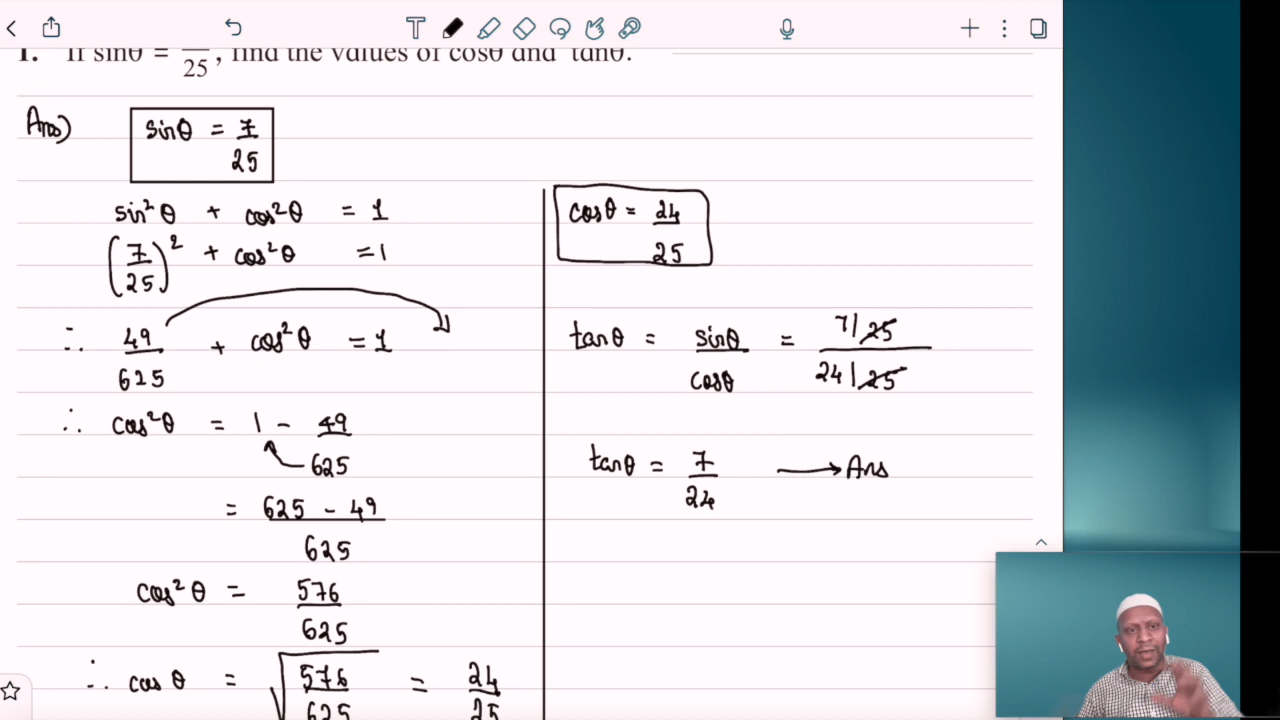 1. If sinθ = /25, find the values of cosθ and tanθ.
Ans) sinθ = 7/25
sin²θ + cos²θ = 1
(7/25)² + cos²θ = 1
∴ 49/625 + cos²θ = 1
∴ cos²θ = 1 - 49/625
= 625 - 49/625
cos²θ = 576/625
∴ cos θ = √576/625 = 24/25
cosθ = 24/25
tanθ = sinθ/cosθ = 7/25/24/25
tanθ = 7/24 → Ans